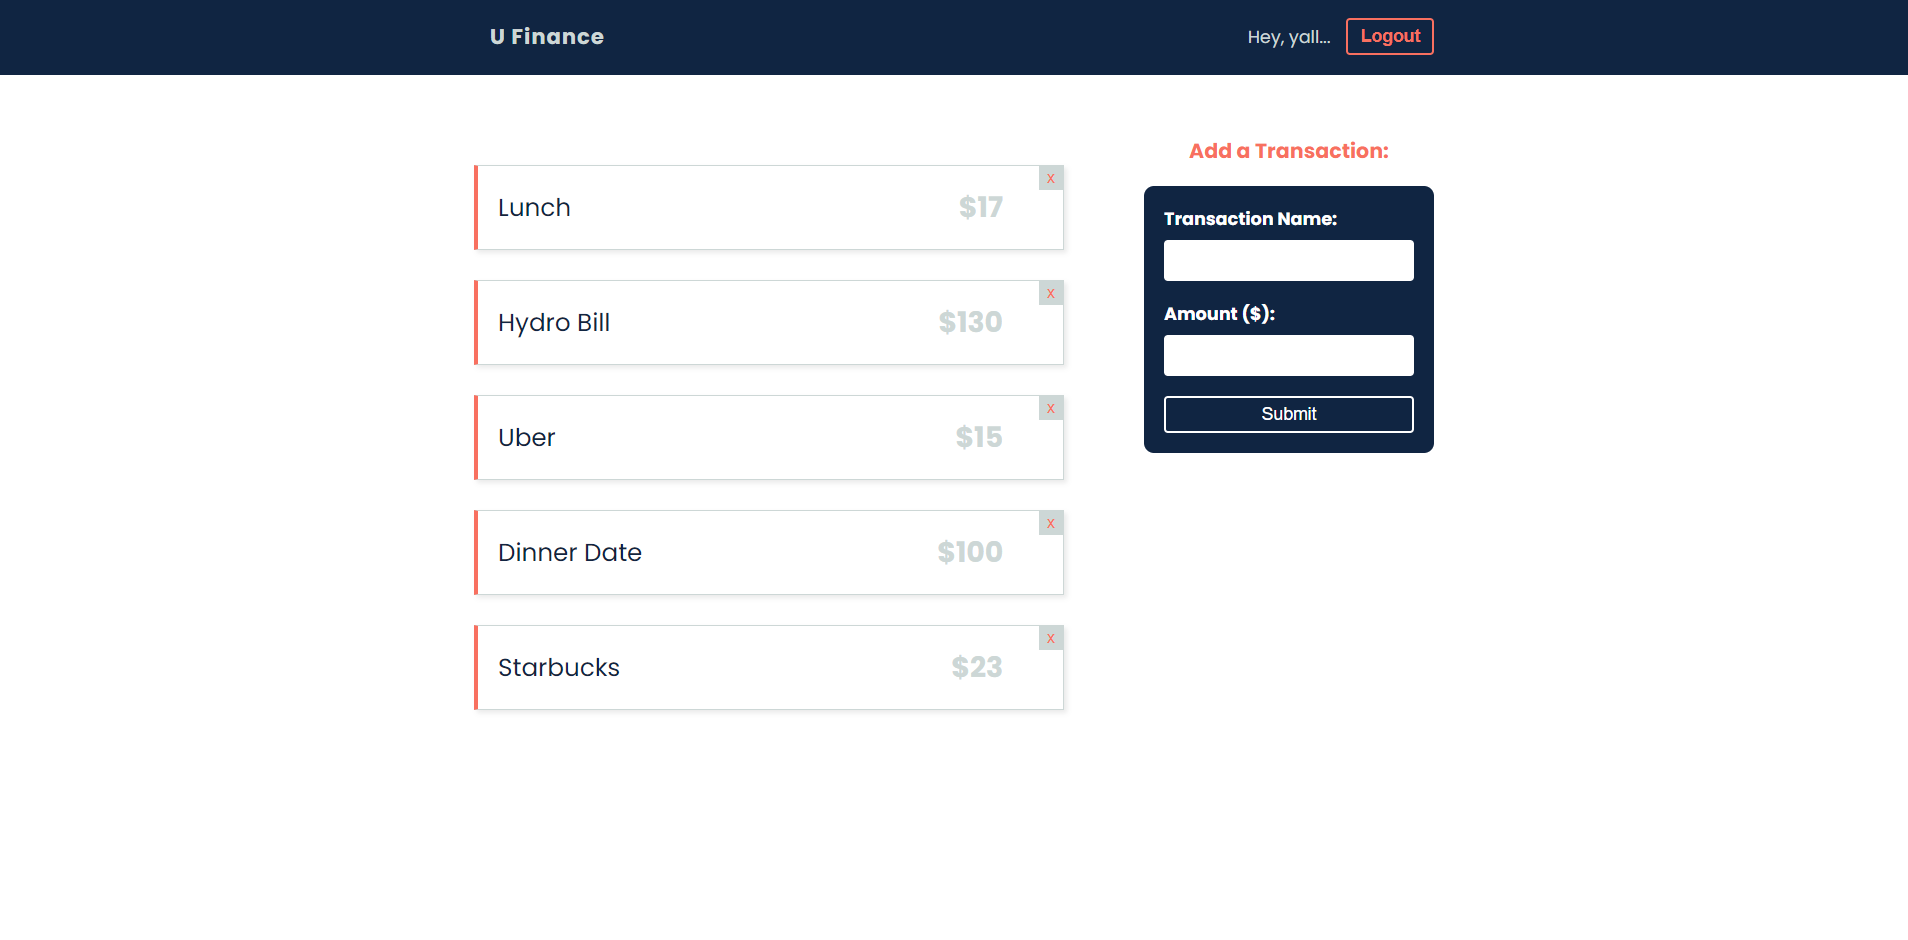 U Finance
Hey, yall...
Logout
X
Lunch
$17
X
Hydro Bill
$130
X
Uber
$15
X
Dinner Date
$100
X
Starbucks
$23
Add a Transaction:
Transaction Name:
Amount ($):
Submit